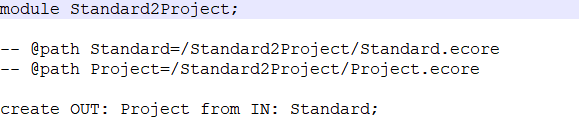 module Standard2Project;
-- @path Standard=/Standard2Project/Standard.ecore
-- @path Project=/Standard2Project/Project.ecore
create OUT: Project from IN: Standard;